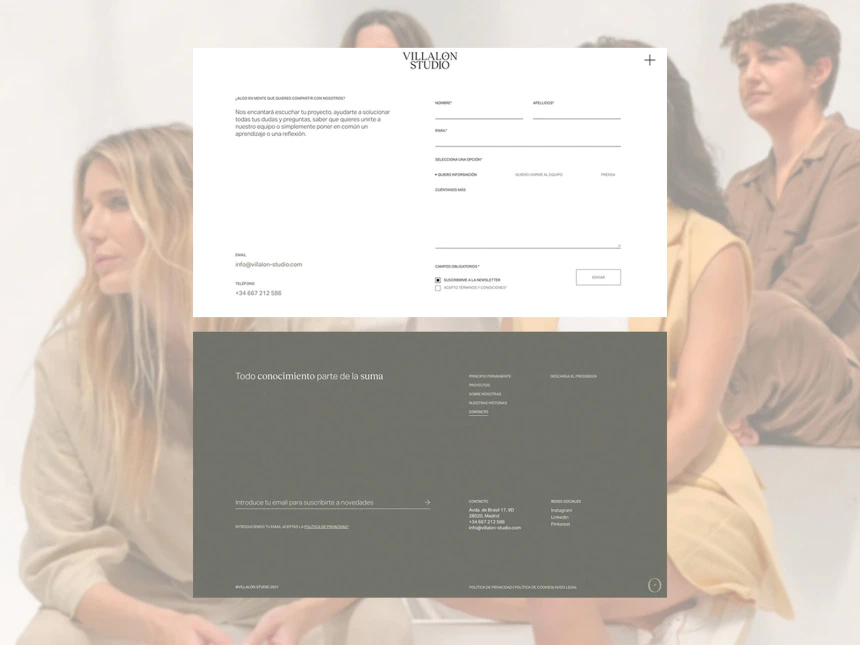 VILLALON
STUDIO
¿ALGO EN MENTE QUE QUIERES COMPARTIR CON NOSOTROS?
Nos encantará escuchar tu proyecto, ayudarte a solucionar
todas tus dudas y preguntas, saber que quieres unirte a
nuestro equipo o simplemente poner en común un
aprendizaje o una reflexión.
EMAIL
info@villalon-studio.com
TELÉFONO
+34 667 212 586
NOMBRE*
APELLIDOS*
EMAIL*
SELECCIONA UNA OPCIÓN*
QUIERO INFORMACIÓN
QUIERO UNIRME AL EQUIPO
PRENSA
CUÉNTANOS MÁS
CAMPOS OBLIGATORIOS *
SUSCRIBIRME A LA NEWSLETTER
ACEPTO TÉRMINOS Y CONDICIONES*
ENVIAR
Todo conocimiento parte de la suma
PRINCIPIO PERMANENTE
PROYECTOS
SOBRE NOSOTRAS
NUESTRAS HISTORIAS
CONTACTO
DESCARGA EL PRESSBOOK
Introduce tu email para suscribirte a novedades
INTRODUCIENDO TU EMAIL ACEPTAS LA POLÍTICA DE PRIVACIDAD*
CONTACTO
Avda. de Brasil 17, 9D
28020, Madrid
+34 667 212 586
info@villalon-studio.com
REDES SOCIALES
Instagram
LinkedIn
Pinterest
©VILLALÓN STUDIO 2021
POLÍTICA DE PRIVACIDAD | POLÍTICA DE COOKIES | AVISO LEGAL